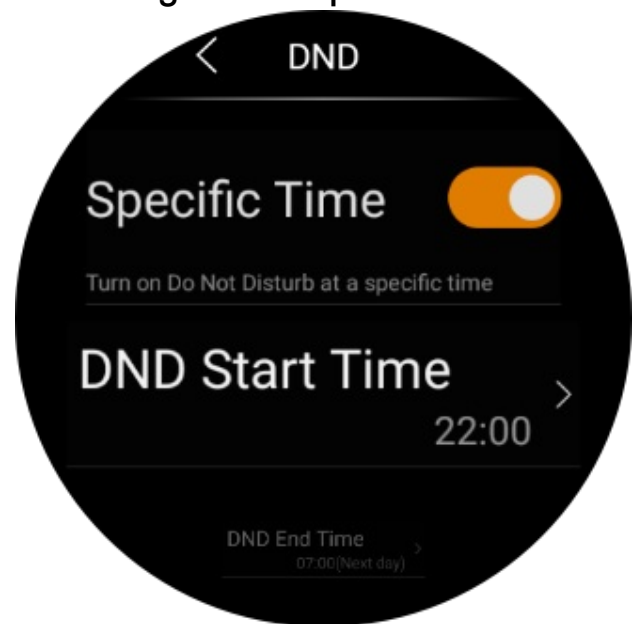 DND
Specific Time
Turn on Do Not Disturb at a specific time
DND Start Time
22:00
DND End Time
07:00(Next day)